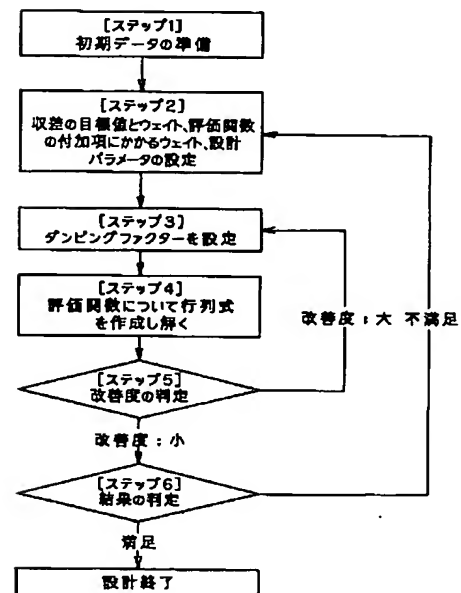 [ステップ1]
初期データの準備
[ステップ2]
収差の目標値とウェイト、評価関数
の付加項にかかるウェイト、設計
パラメータの設定
[ステップ3]
ダンピングファクターを設定
[ステップ4]
評価関数について行列式
を作成し解く
改善度：大 不満足
[ステップ5]
改善度の判定
改善度：小
[ステップ6]
結果の判定
満足
設計終了